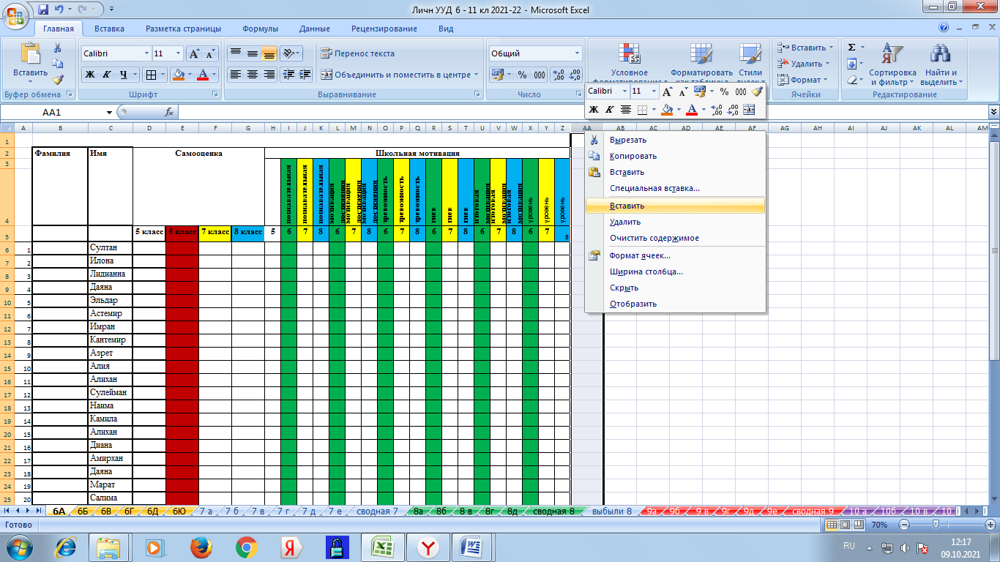 Личн УУД 6 - 11 кл 2021-22 - Microsoft Excel
Главная Вставка Разметка страницы Формулы Данные Рецензирование Вид
Вставить
Calibri 11
Ж К Ч
Перенос текста
Объединить и поместить в центре
Общий
% 000
Условное форматирование
Форматировать как таблицу
Стили ячеек
Вставить
Удалить
Формат
Сортировка и фильтр
Найти и выделить
Буфер обмена Шрифт Выравнивание Число Ячейки Редактирование
Calibri 11 % 000
Ж К
AA1 fx
A B C D E F G H I J K L M N O P Q R S T U V W X Y Z AA AB AC AD AE AF AG AH AI AJ AK AL AM
1
2 Фамилия Имя Самооценка Школьная мотивация
3
4 познавательная познавательная познавательная мотивация достижения мотивация достижения мотивация достижения тревожность тревожность тревожность гнев гнев гнев итоговая мотивация итоговая мотивация итоговая мотивация уровень уровень уровень
5 5 класс 6 класс 7 класс 8 класс 5 6 7 8 6 7 8 6 7 8 6 7 8 6 7 8 6 7 8
6 1 Султан
7 2 Илона
8 3 Лидианна
9 4 Даяна
10 5 Эльдар
11 6 Астемир
12 7 Имран
13 8 Кантемир
14 9 Азрет
15 10 Алия
16 11 Алихан
17 12 Сулейман
18 13 Наима
19 14 Камила
20 15 Алихан
21 16 Диана
22 17 Амирхан
23 18 Даяна
24 19 Марат
25 20 Салима
Вырезать
Копировать
Вставить
Специальная вставка...
Вставить
Удалить
Очистить содержимое
Формат ячеек...
Ширина столбца...
Скрыть
Отобразить
6А 6Б 6В 6Г 6Д 6Ю 7 а 7 б 7 в 7 г 7 д 7 е сводная 7 8а 8б 8 в 8г 8д сводная 8 выбыли 8 9а 9б 9 в 9г 9д 9е сводная 9 10 а 10б 10 в 10
Готово 70%
RU 12:17
09.10.2021